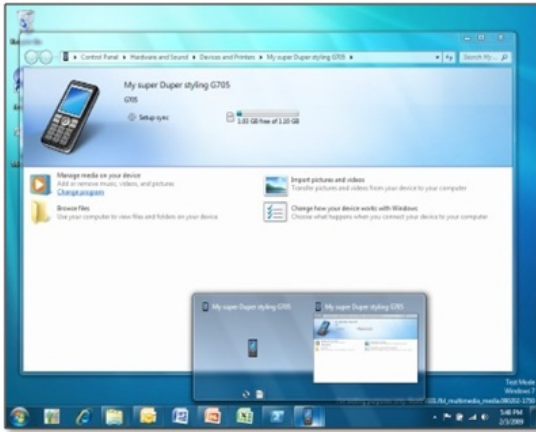 Control Panel ▸ Hardware and Sound ▸ Devices and Printers ▸ My super Duper styling G705 ▸
Search My ...
My super Duper styling G705
G705
Setup sync
1.03 GB free of 1.10 GB
Manage media on your device
Add or remove music, videos, and pictures
Change program
Browse files
Use your computer to view files and folders on your device.
Import pictures and videos
Transfer pictures and videos from your device to your computer
Change how your device works with Windows
Choose what happens when you connect your device to your computer
My super Duper styling G705
My super Duper styling G705
Test Mode
Windows 7
5:48 PM
2/3/2009